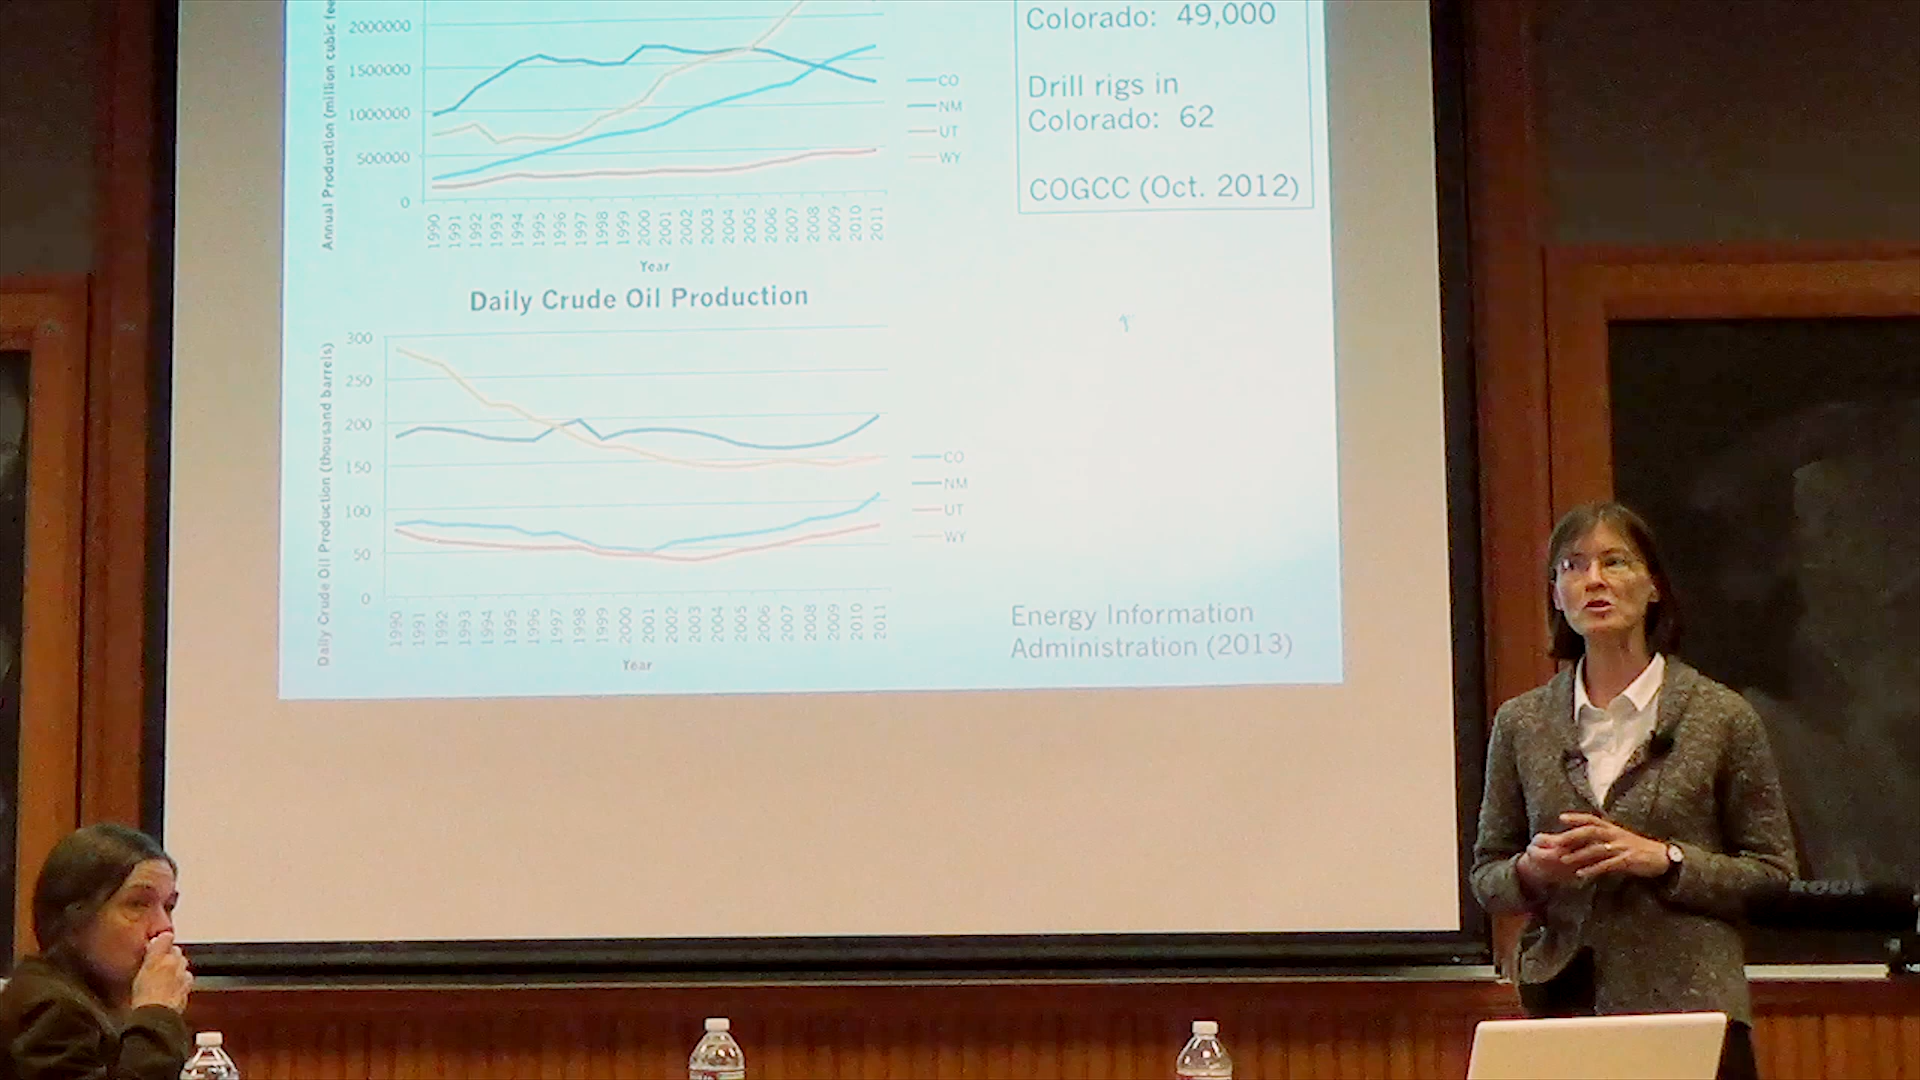 Annual Production (million cubic fee
2000000
1500000
1000000
500000
0
1990 1991 1992 1993 1994 1995 1996 1997 1998 1999 2000 2001 2002 2003 2004 2005 2006 2007 2008 2009 2010 2011
Year
CO
NM
UT
WY
Colorado: 49,000
Drill rigs in
Colorado: 62
COGCC (Oct. 2012)
Daily Crude Oil Production
Daily Crude Oil Production (thousand barrels)
300
250
200
150
100
50
0
1990 1991 1992 1993 1994 1995 1996 1997 1998 1999 2000 2001 2002 2003 2004 2005 2006 2007 2008 2009 2010 2011
Year
CO
NM
UT
WY
Energy Information
Administration (2013)
RODE